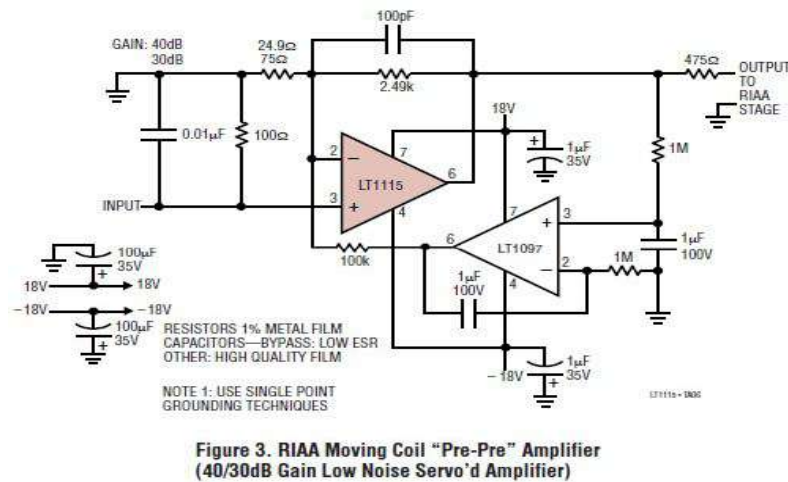 100pF
GAIN: 40dB
30dB
24.9Ω
75Ω
2.49k
475Ω
OUTPUT
TO
RIAA
STAGE
18V
0.01µF
100Ω
1µF
35V
1M
2
7
6
LT1115
3
4
INPUT
6
7
3
LT1097
2
4
1µF
100V
100k
1µF
100V
1M
100µF
35V
18V
18V
–18V
–18V
100µF
35V
RESISTORS 1% METAL FILM
CAPACITORS—BYPASS: LOW ESR
OTHER: HIGH QUALITY FILM
–18V
1µF
35V
NOTE 1: USE SINGLE POINT
GROUNDING TECHNIQUES
Figure 3. RIAA Moving Coil “Pre-Pre” Amplifier
(40/30dB Gain Low Noise Servo’d Amplifier)